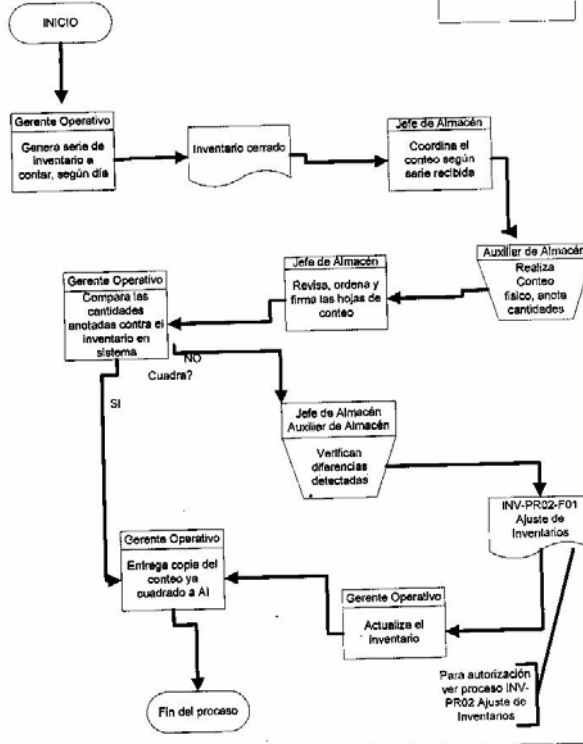 INICIO
Gerente Operativo
Genera serie de
inventario a
contar, según día
Inventario cerrado
Jefe de Almacén
Coordina el
conteo según
serie recibida
Auxilier de Almacén
Realiza
Conteo
físico, anota
cantidades
Jefe de Almacén
Revisa, ordena y
firma las hojas de
conteo
Gerente Operativo
Compara las
cantidades
anotadas contra el
inventario en
sistema
NO
Cuadra?
SI
Jefe de Almacén
Auxiliar de Almacén
Verifican
diferencias
detectadas
INV-PR02-F01
Ajuste de
Inventarios
Gerente Operativo
Actualiza el
inventario
Gerente Operativo
Entrega copia del
conteo ya
cuadrado a AI
Para autorización
ver proceso INV-
PR02 Ajuste de
Inventarios
Fin del proceso